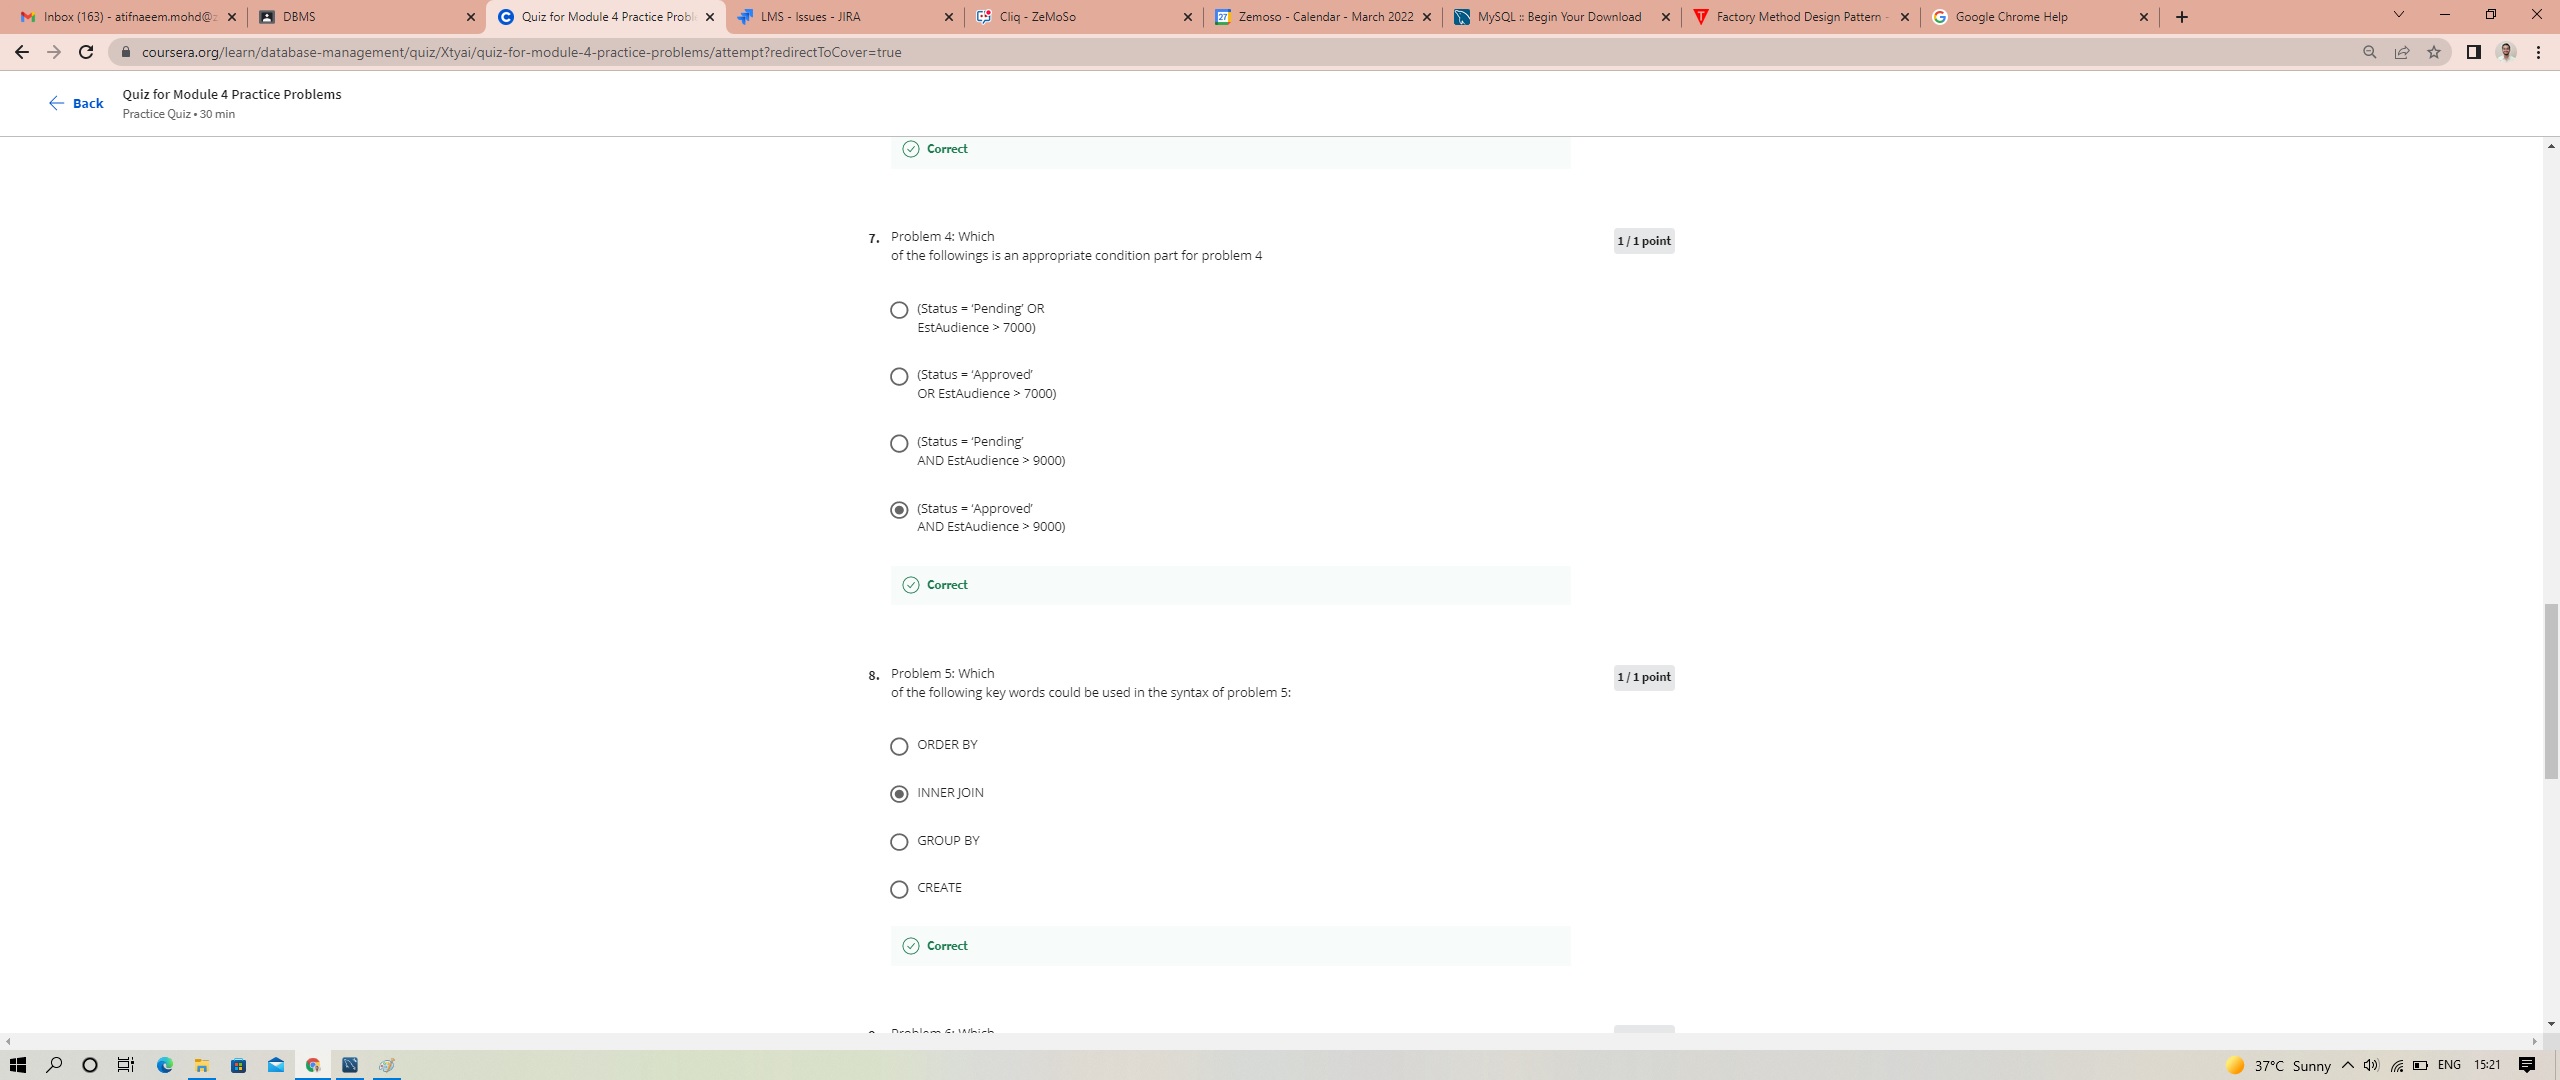 Inbox (163) - atifnaeem.mohd@z
DBMS
Quiz for Module 4 Practice Proble
LMS - Issues - JIRA
Cliq - ZeMoSo
27 Zemoso - Calendar - March 2022
MySQL :: Begin Your Download
Factory Method Design Pattern -
Google Chrome Help
coursera.org/learn/database-management/quiz/Xtyai/quiz-for-module-4-practice-problems/attempt?redirectToCover=true
Back
Quiz for Module 4 Practice Problems
Practice Quiz • 30 min
Correct
7. Problem 4: Which
of the followings is an appropriate condition part for problem 4
1 / 1 point
(Status = ‘Pending’ OR
EstAudience > 7000)
(Status = ‘Approved’
OR EstAudience > 7000)
(Status = ‘Pending’
AND EstAudience > 9000)
(Status = ‘Approved’
AND EstAudience > 9000)
Correct
8. Problem 5: Which
of the following key words could be used in the syntax of problem 5:
1 / 1 point
ORDER BY
INNER JOIN
GROUP BY
CREATE
Correct
9. Problem 6: Which
37°C Sunny
ENG
15:21